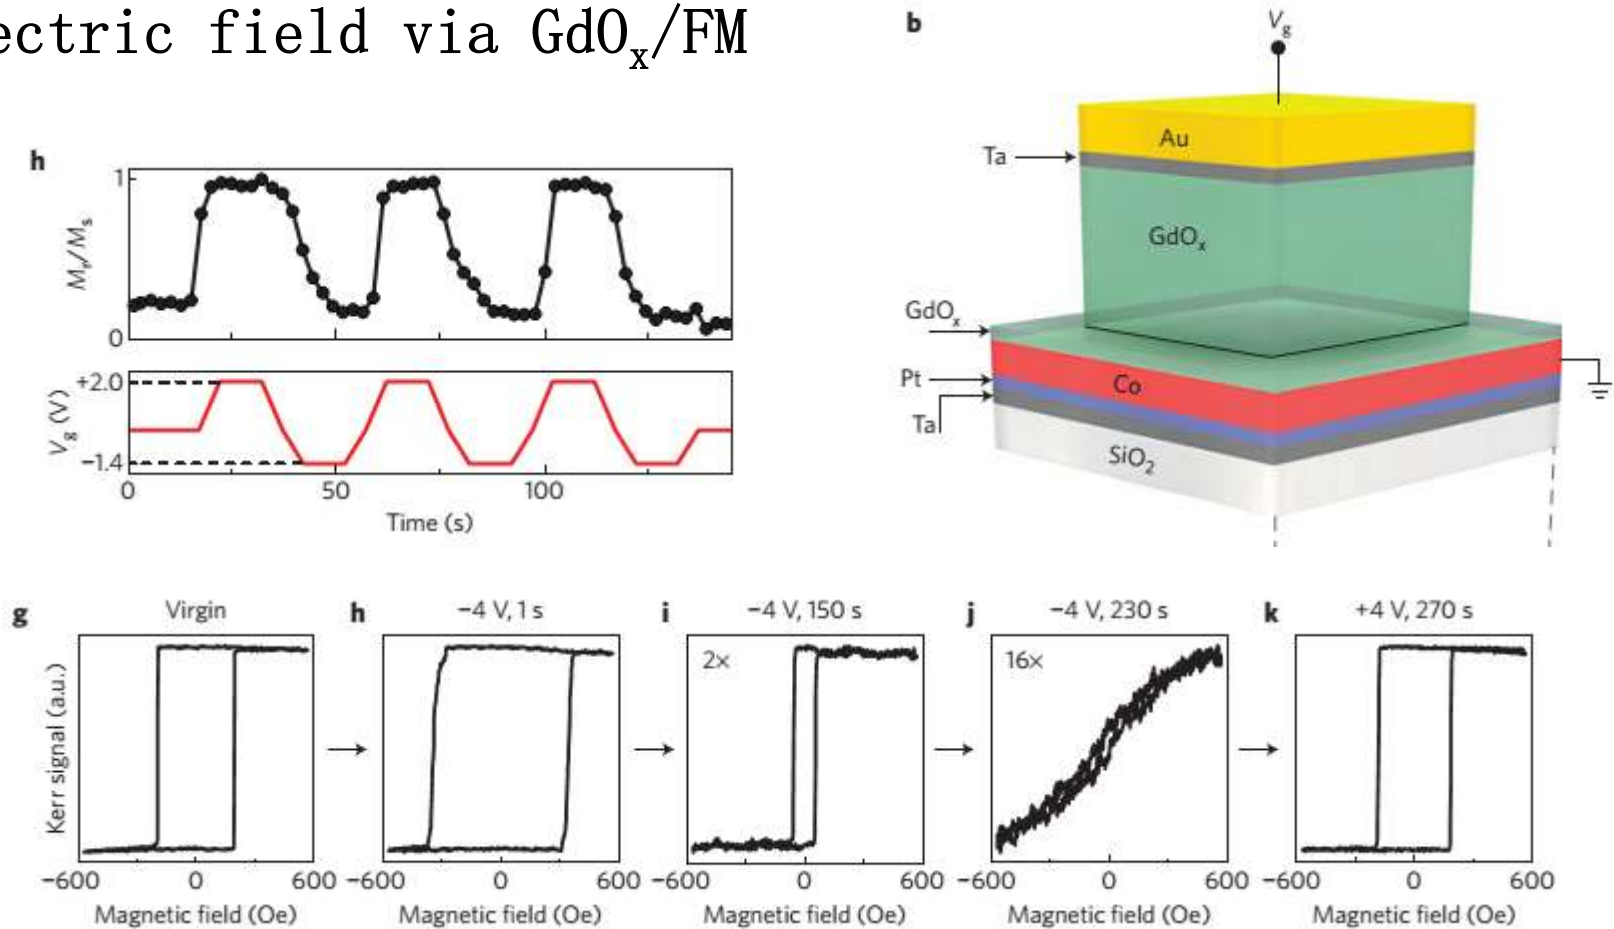 ectric field via GdOx/FM
b
Vg
Au
Ta
GdOx
GdOx
Pt
Co
Ta
SiO2
h
1
Mr/Ms
0
+2.0
Vg (V)
−1.4
0
50
100
Time (s)
g
Virgin
h
−4 V, 1 s
i
−4 V, 150 s
j
−4 V, 230 s
k
+4 V, 270 s
2×
16×
Kerr signal (a.u.)
−600
0
600
−600
0
600
−600
0
600
−600
0
600
−600
0
600
Magnetic field (Oe)
Magnetic field (Oe)
Magnetic field (Oe)
Magnetic field (Oe)
Magnetic field (Oe)